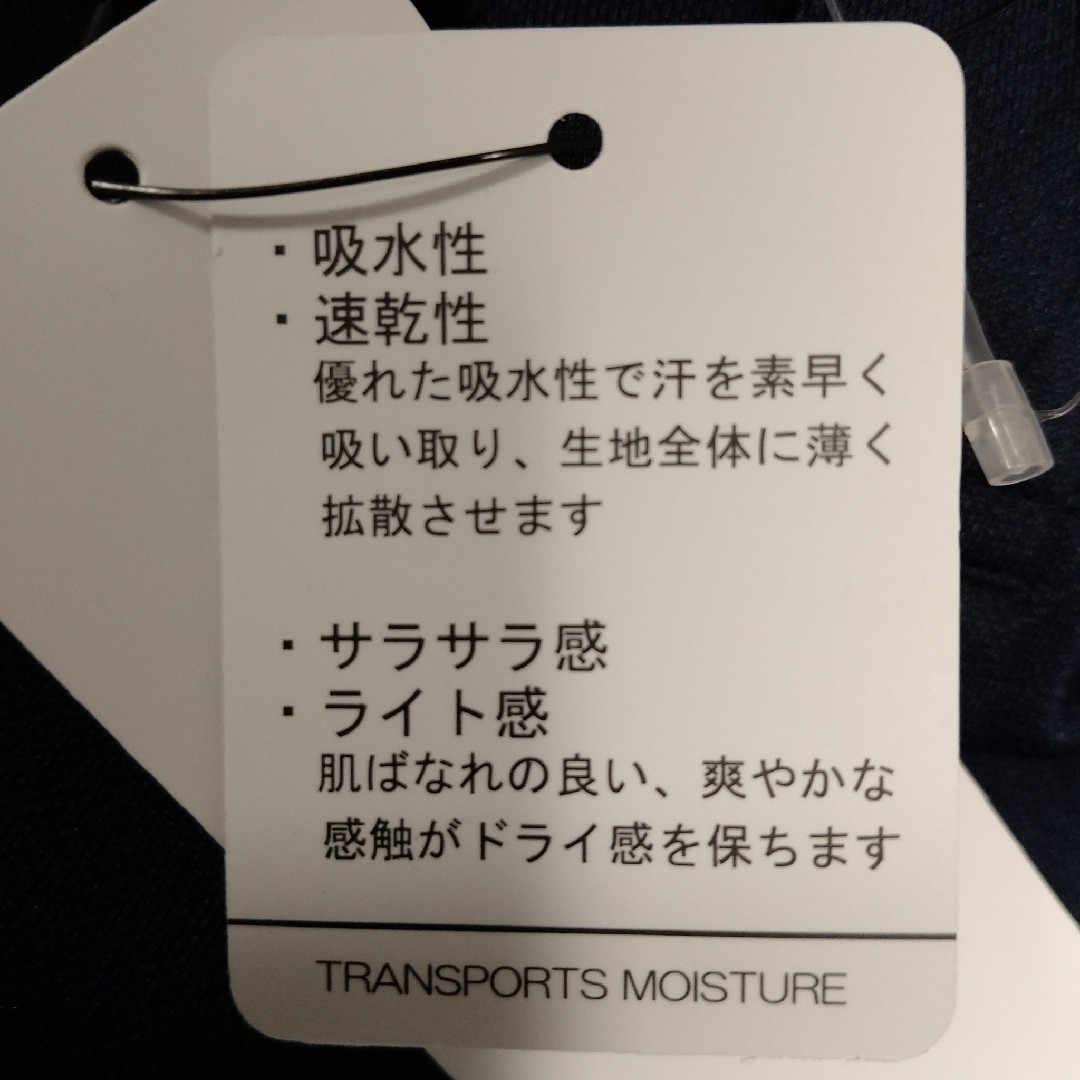 ・吸水性
・速乾性
優れた吸水性で汗を素早く
吸い取り、生地全体に薄く
拡散させます
・サラサラ感
・ライト感
肌ばなれの良い、爽やかな
感触がドライ感を保ちます
TRANSPORTS MOISTURE